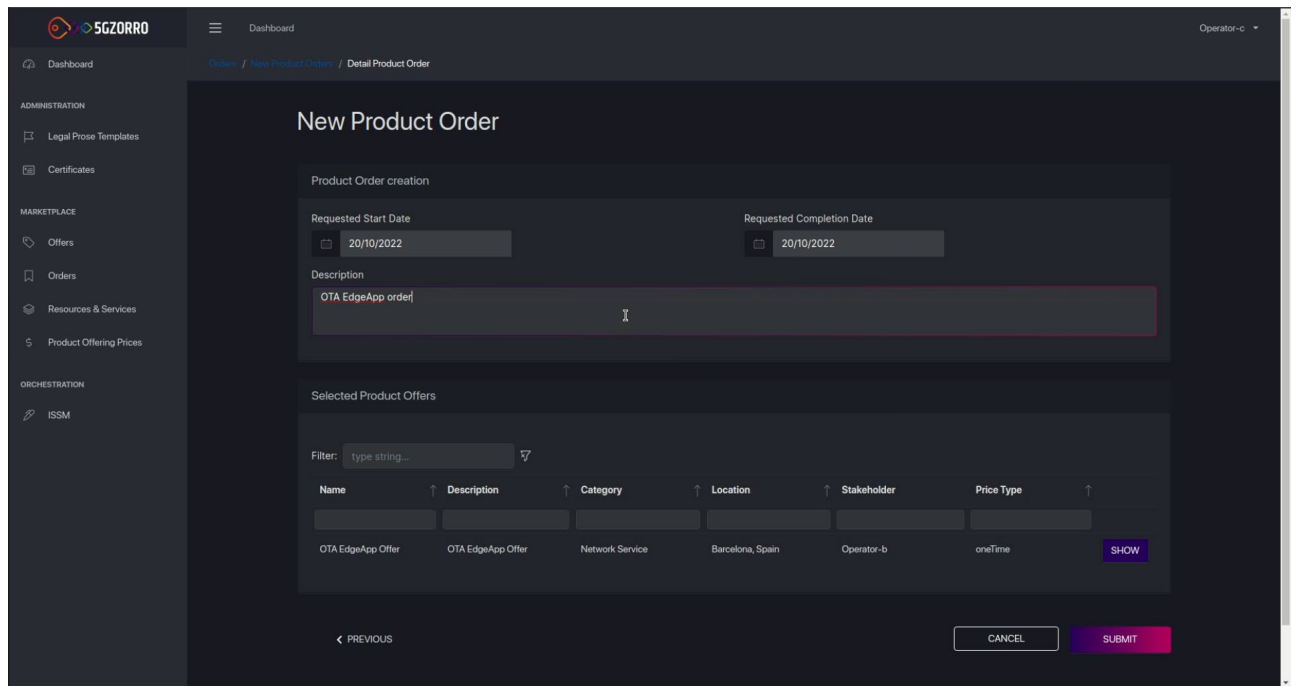 5GZORRO
Dashboard
Operator-c
Orders / New Product Orders / Detail Product Order
Dashboard
ADMINISTRATION
Legal Prose Templates
Certificates
MARKETPLACE
Offers
Orders
Resources & Services
Product Offering Prices
ORCHESTRATION
ISSM
New Product Order
Product Order creation
Requested Start Date
Requested Completion Date
20/10/2022
20/10/2022
Description
OTA EdgeApp order
Selected Product Offers
Filter: type string...
Name Description Category Location Stakeholder Price Type
OTA EdgeApp Offer OTA EdgeApp Offer Network Service Barcelona, Spain Operator-b oneTime SHOW
PREVIOUS
CANCEL
SUBMIT